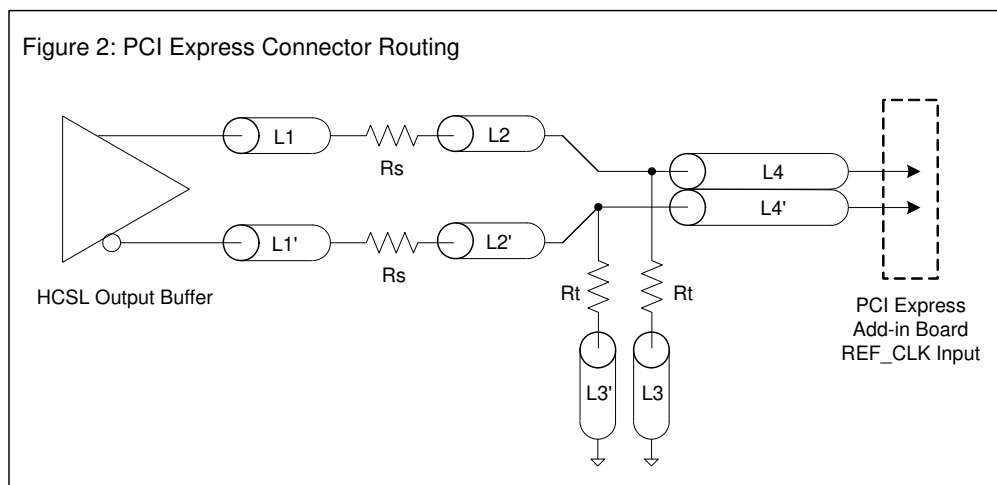 Figure 2: PCI Express Connector Routing
L1
Rs
L2
L4
L4'
L1'
Rs
L2'
HCSL Output Buffer
Rt
Rt
L3'
L3
PCI Express
Add-in Board
REF_CLK Input